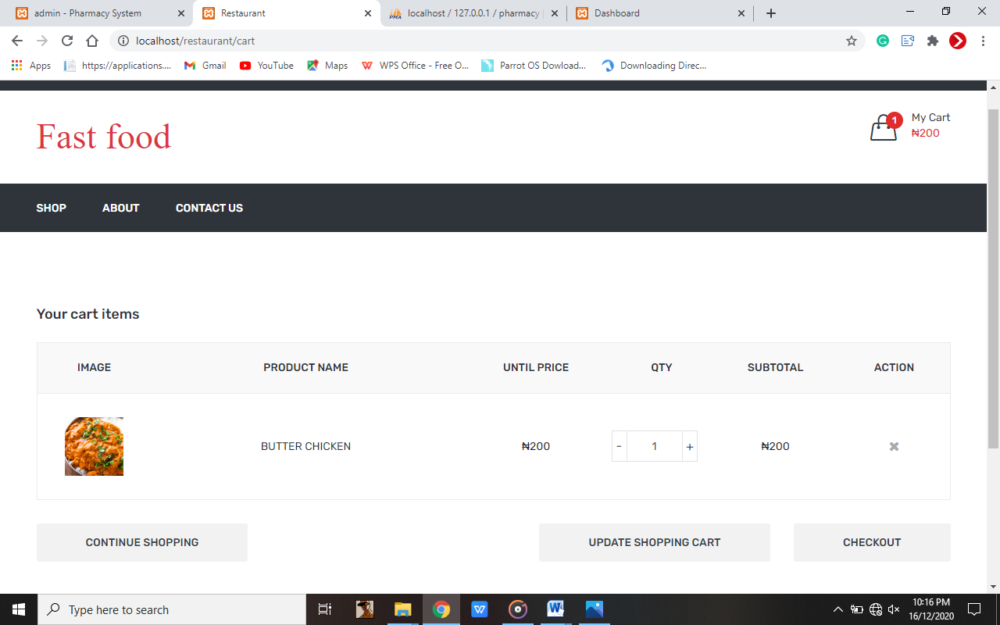 admin - Pharmacy System
Restaurant
localhost / 127.0.0.1 / pharmacy
Dashboard
localhost/restaurant/cart
Apps
https://applications....
Gmail
YouTube
Maps
WPS Office - Free O...
Parrot OS Dowload...
Downloading Direc...
Fast food
1
My Cart
₦200
SHOP ABOUT CONTACT US
Your cart items
IMAGE PRODUCT NAME UNTIL PRICE QTY SUBTOTAL ACTION
BUTTER CHICKEN ₦200 - 1 + ₦200
CONTINUE SHOPPING UPDATE SHOPPING CART CHECKOUT
Type here to search
10:16 PM
16/12/2020